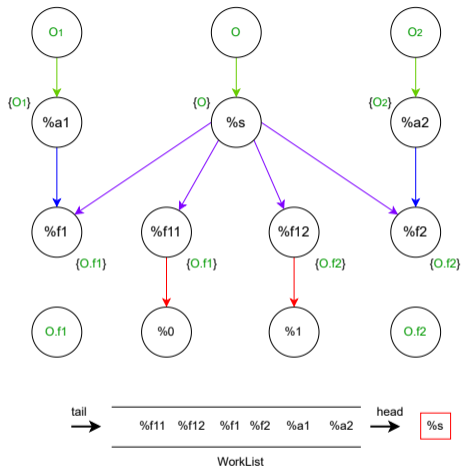 O1 O O2
{O1} {O} {O2}
%a1 %s %a2
%f1 %f11 %f12 %f2
{O.f1} {O.f1} {O.f2} {O.f2}
O.f1 %0 %1 O.f2
tail head
%f11 %f12 %f1 %f2 %a1 %a2 %s
WorkList